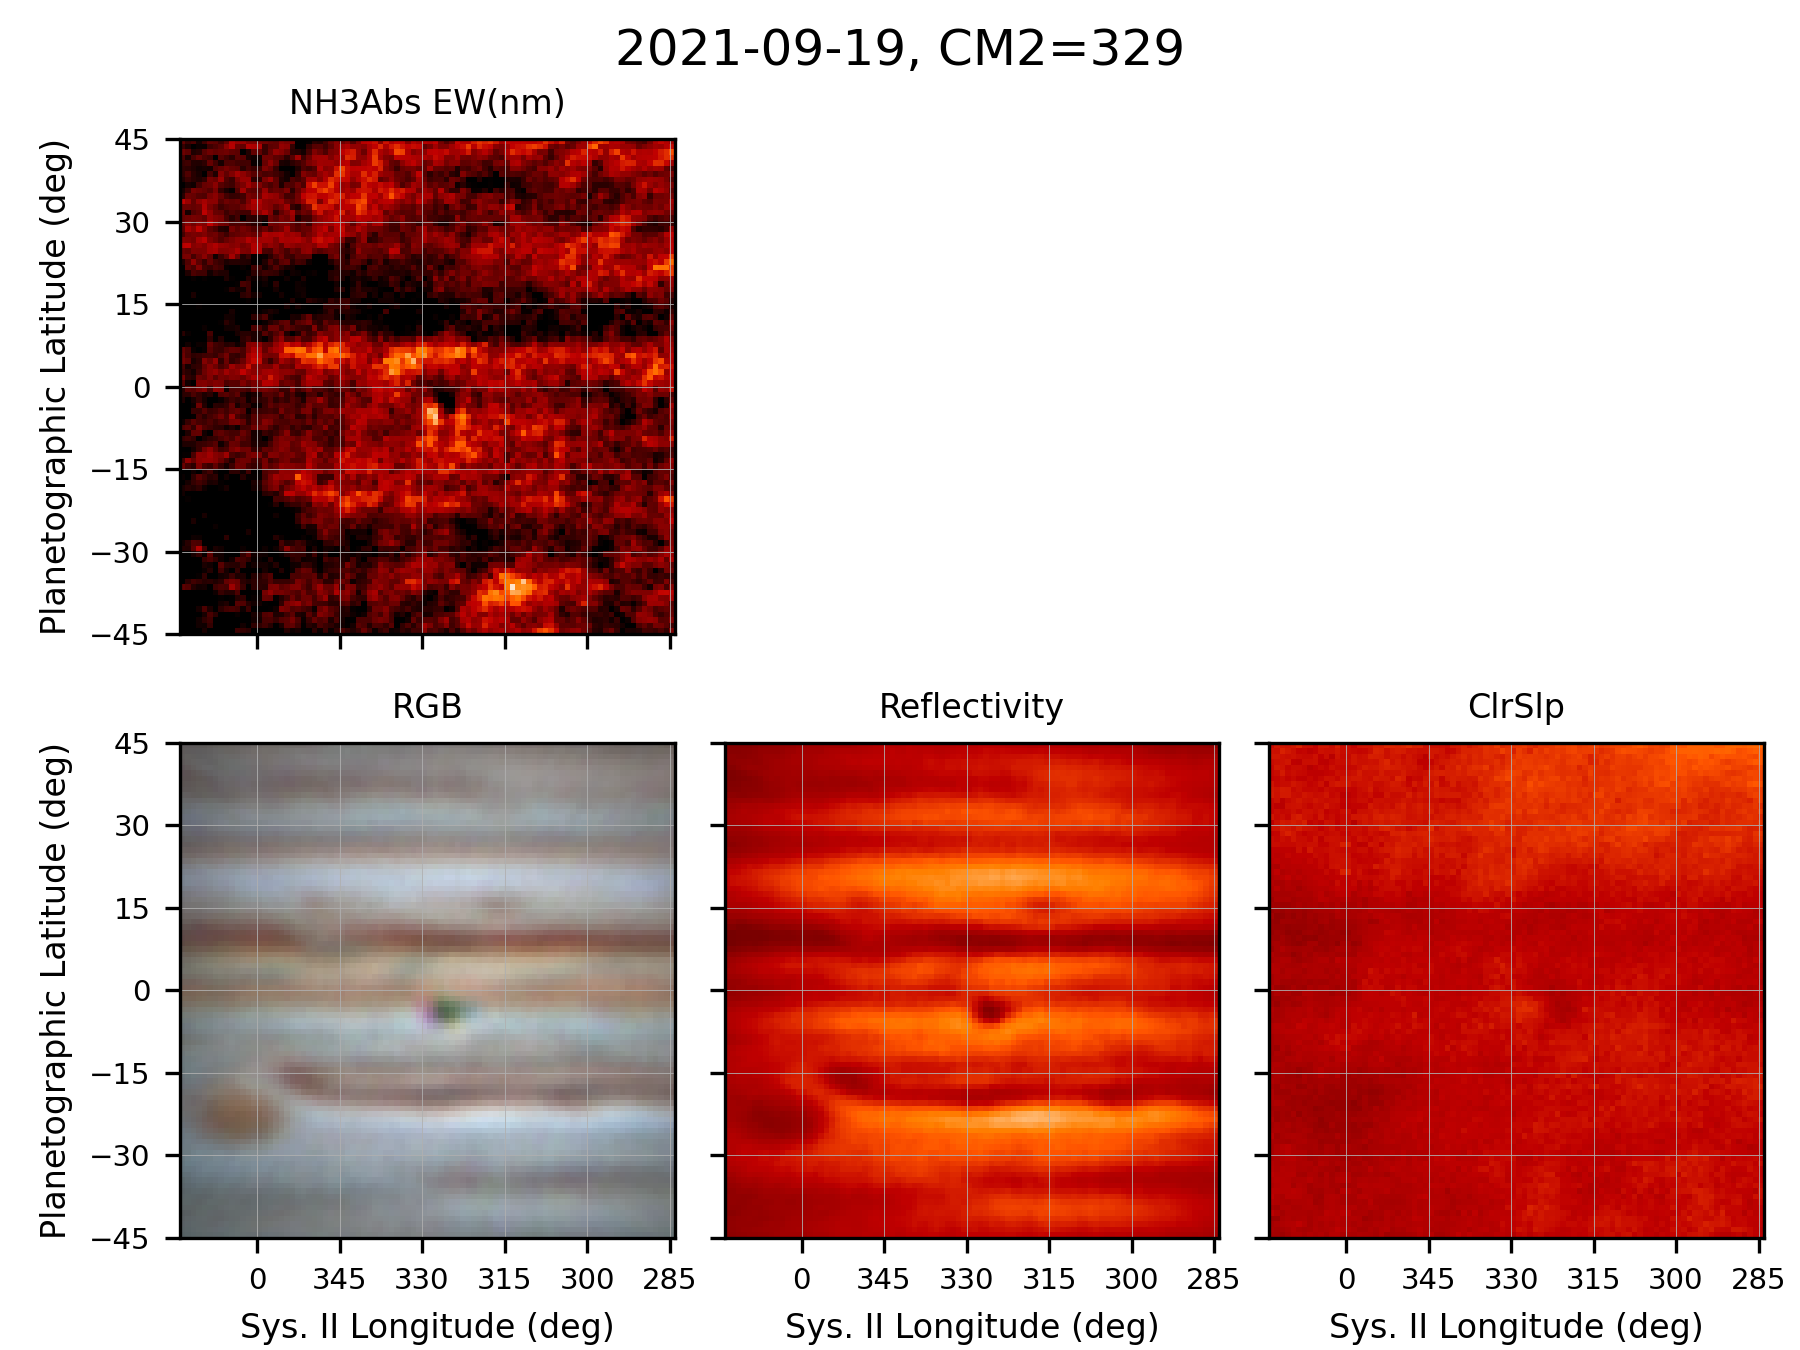 2021-09-19, CM2=329
NH3Abs EW(nm)
Planetographic Latitude (deg)
45
30
15
0
−15
−30
−45
RGB
Reflectivity
ClrSlp
Planetographic Latitude (deg)
45
30
15
0
−15
−30
−45
0 345 330 315 300 285 0 345 330 315 300 285 0 345 330 315 300 285
Sys. II Longitude (deg) Sys. II Longitude (deg) Sys. II Longitude (deg)